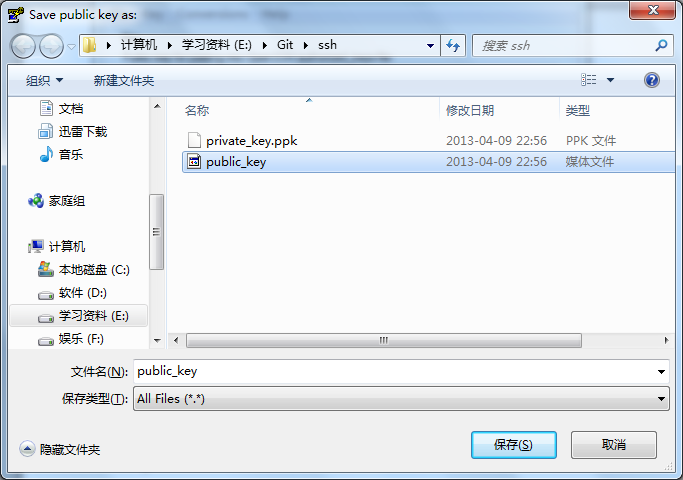 Save public key as:
计算机 学习资料 (E:) Git ssh
搜索 ssh
组织 新建文件夹
名称 修改日期 类型
文档
迅雷下载
音乐
家庭组
计算机
本地磁盘 (C:)
软件 (D:)
学习资料 (E:)
娱乐 (F:)
private_key.ppk 2013-04-09 22:56 PPK 文件
public_key 2013-04-09 22:56 媒体文件
文件名(N): public_key
保存类型(T): All Files (*.*)
隐藏文件夹 保存(S) 取消